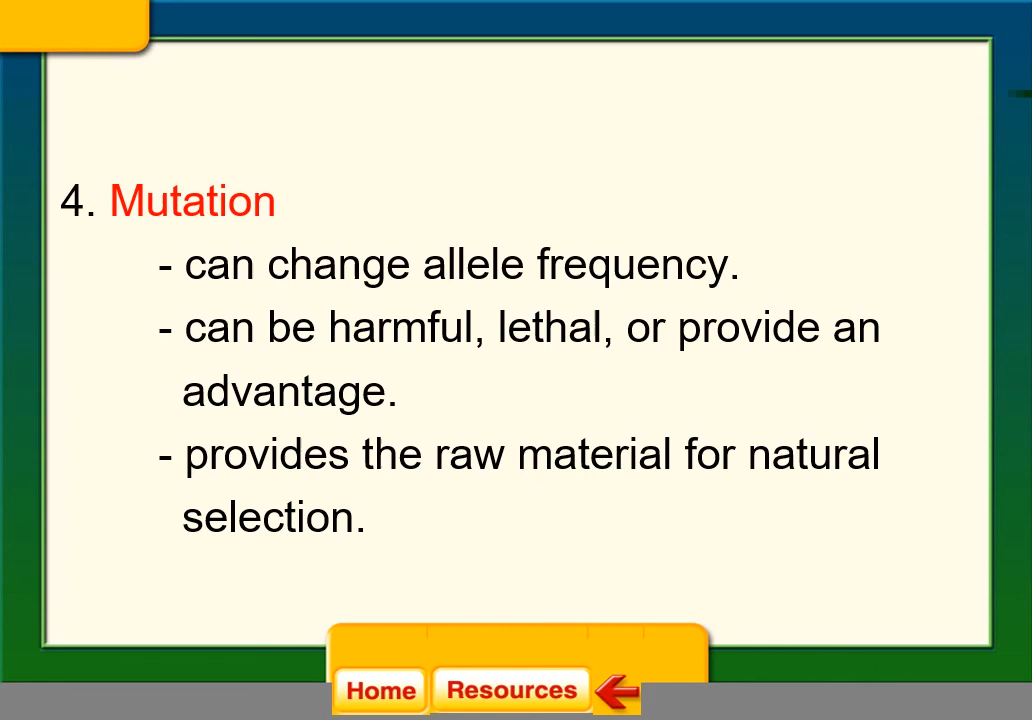 4. Mutation
- can change allele frequency.
- can be harmful, lethal, or provide an
advantage.
- provides the raw material for natural
selection.
Home Resources